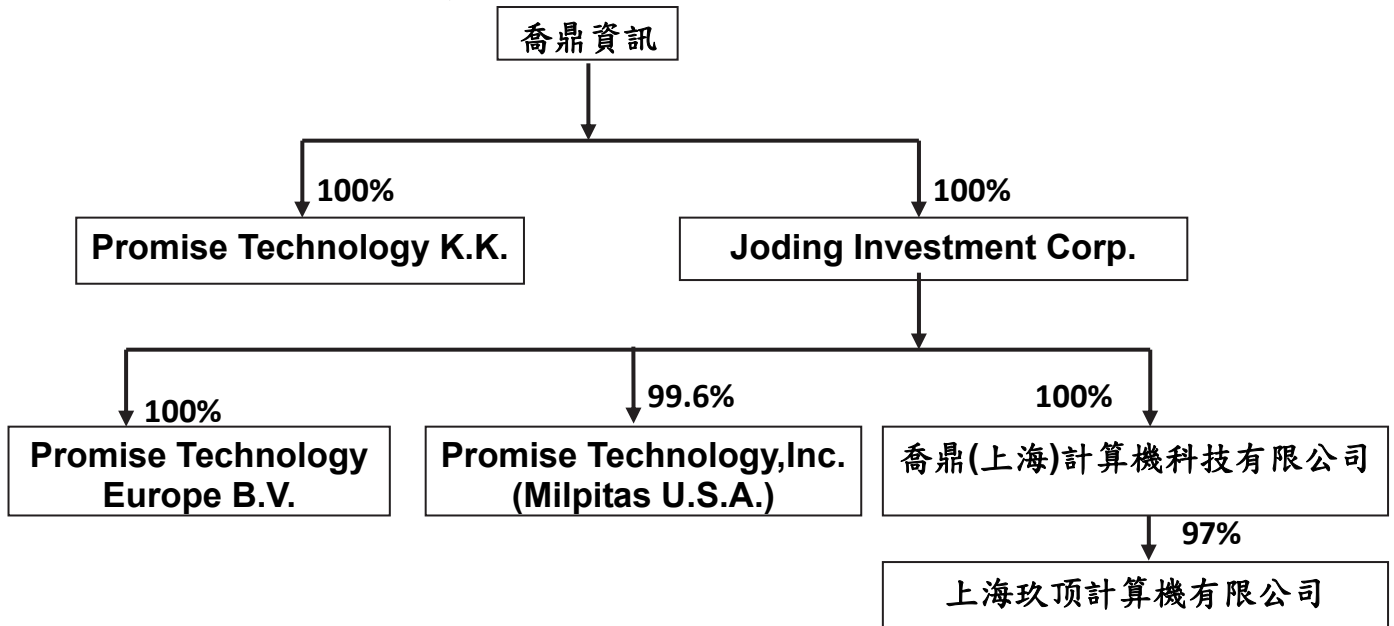 喬鼎資訊
100%
100%
Promise Technology K.K.
Joding Investment Corp.
100%
99.6%
100%
Promise Technology
Europe B.V.
Promise Technology,Inc.
(Milpitas U.S.A.)
喬鼎(上海)計算機科技有限公司
97%
上海玖顶計算機有限公司